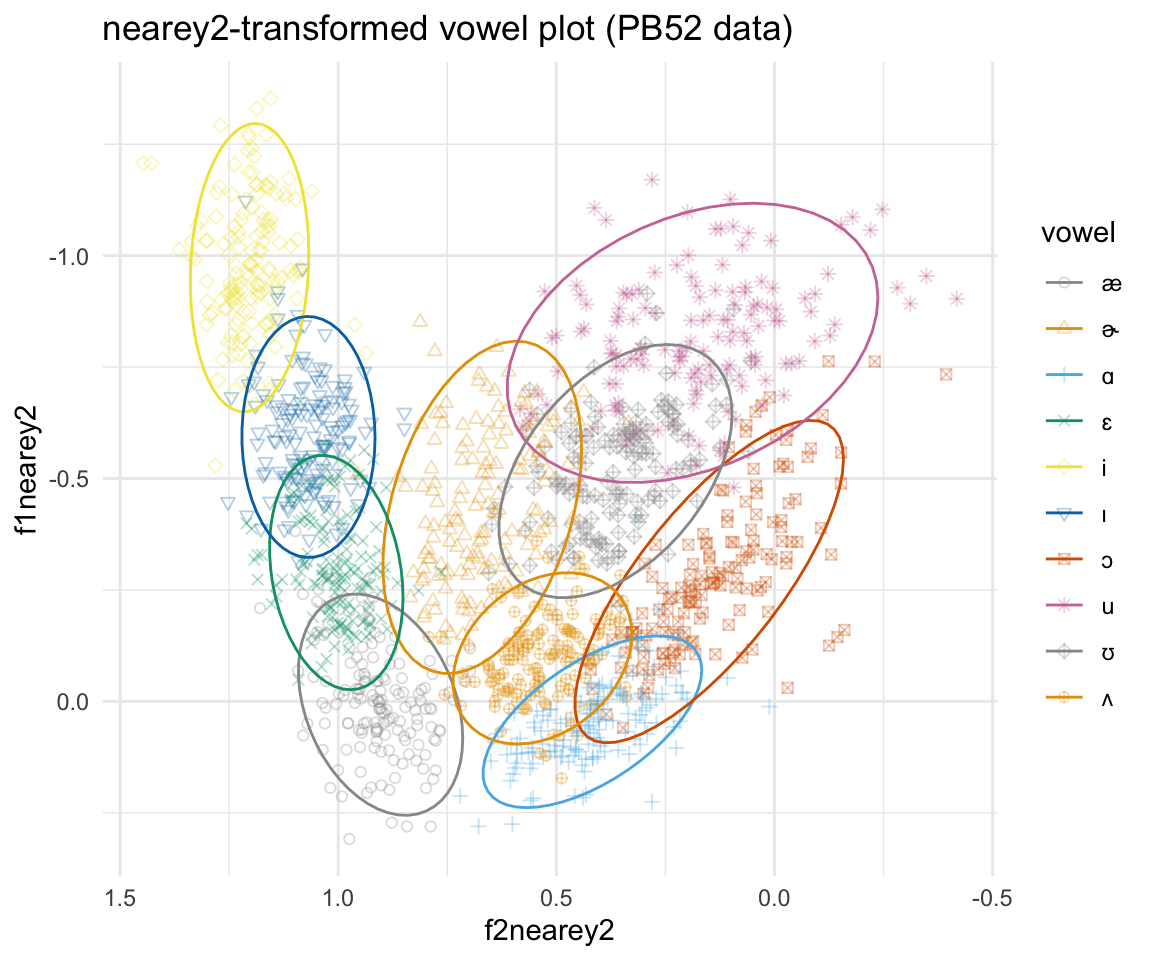 nearey2-transformed vowel plot (PB52 data)
f1nearey2
-1.0
-0.5
0.0
1.5 1.0 0.5 0.0 -0.5
f2nearey2
vowel
æ
ɚ
ɑ
ɛ
i
ɪ
ɔ
u
ʊ
ʌ